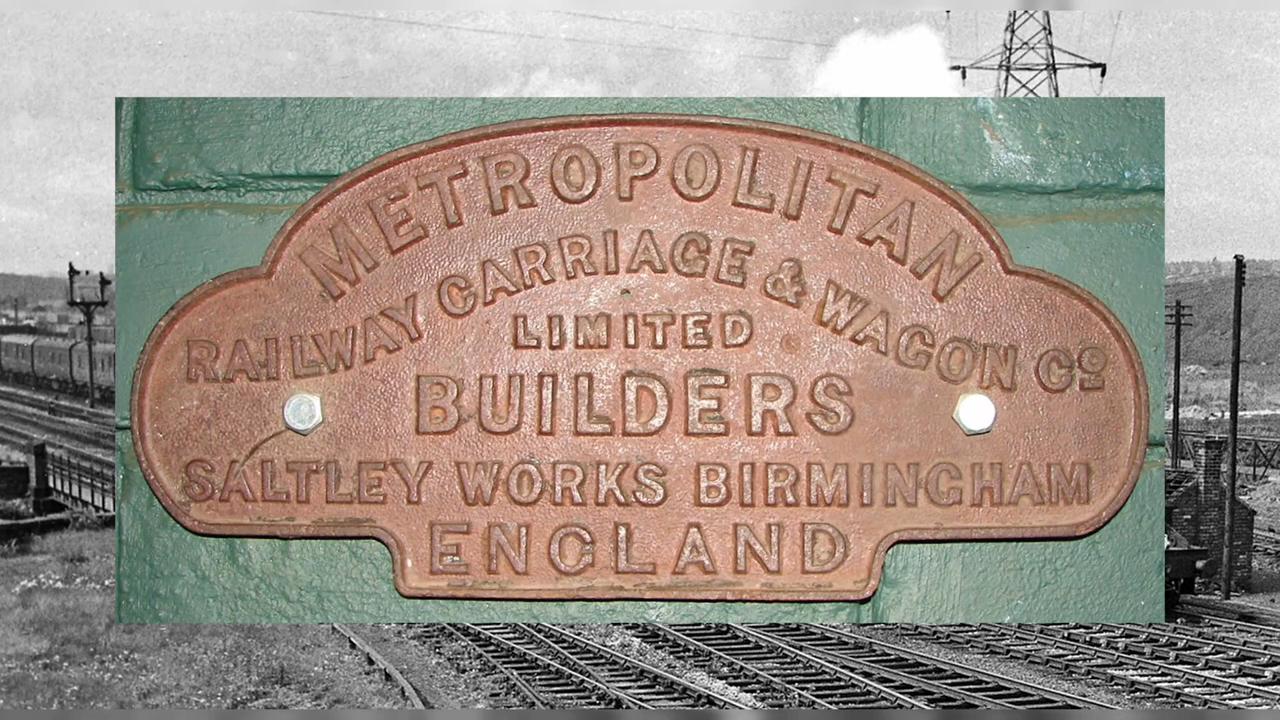 METROPOLITAN
RAILWAY CARRIAGE & WAGON Cº
LIMITED
BUILDERS
SALTLEY WORKS BIRMINGHAM
ENGLAND